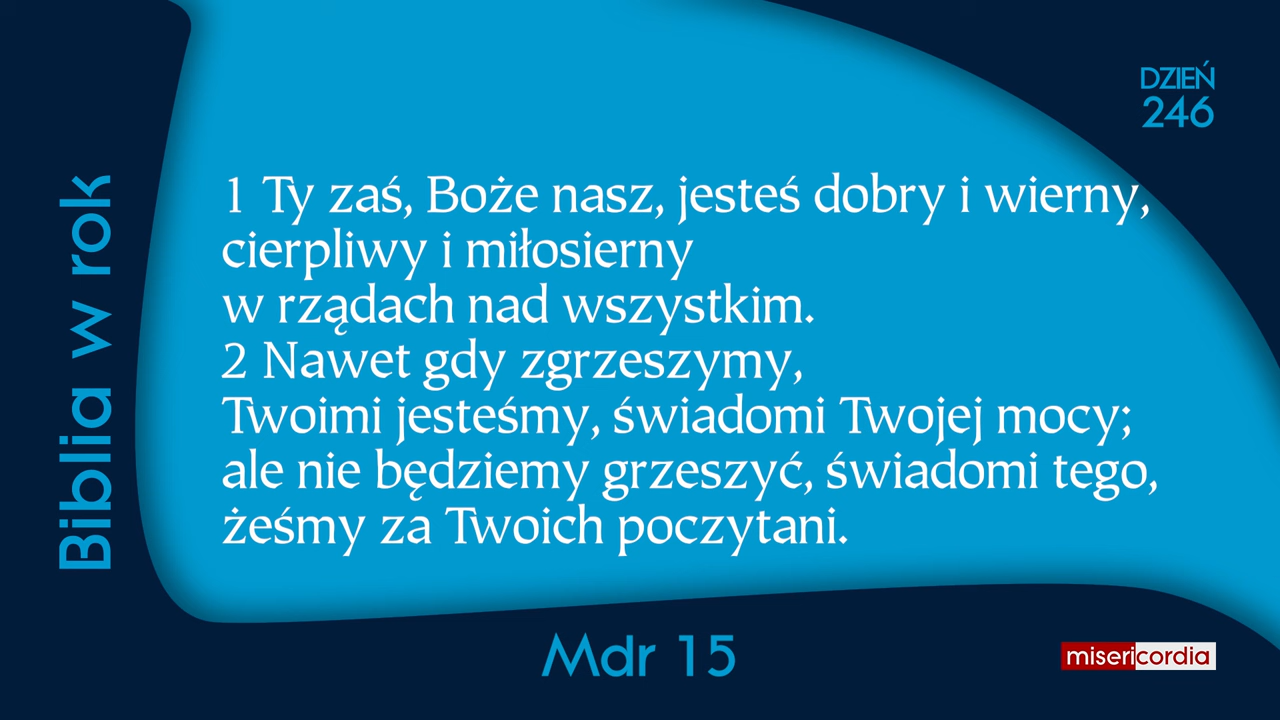 DZIEŃ
246
Biblia w rok
1 Ty zaś, Boże nasz, jesteś dobry i wierny,
cierpliwy i miłosierny
w rządach nad wszystkim.
2 Nawet gdy zgrzeszymy,
Twoimi jesteśmy, świadomi Twojej mocy;
ale nie będziemy grzeszyć, świadomi tego,
żeśmy za Twoich poczytani.
Mdr 15
misericordia